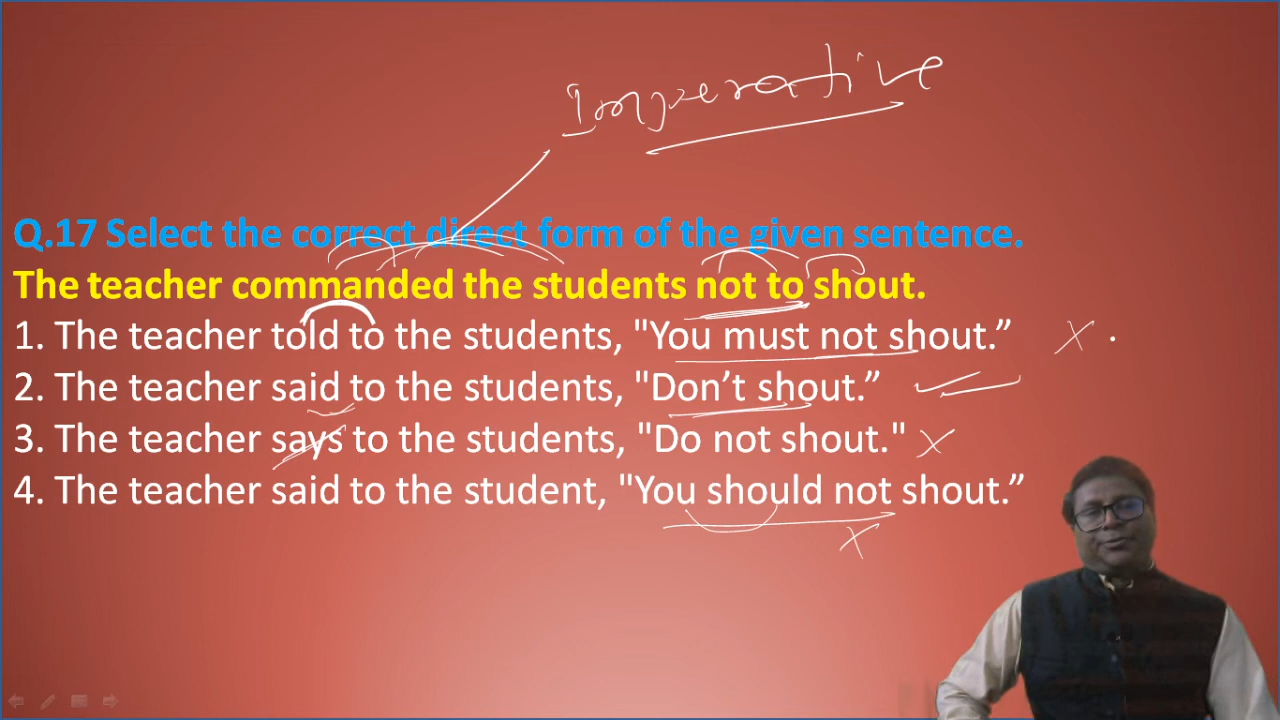 Imperative
Q.17 Select the correct direct form of the given sentence.
The teacher commanded the students not to shout.
1. The teacher told to the students, "You must not shout.”
2. The teacher said to the students, "Don’t shout.”
3. The teacher says to the students, "Do not shout."
4. The teacher said to the student, "You should not shout.”